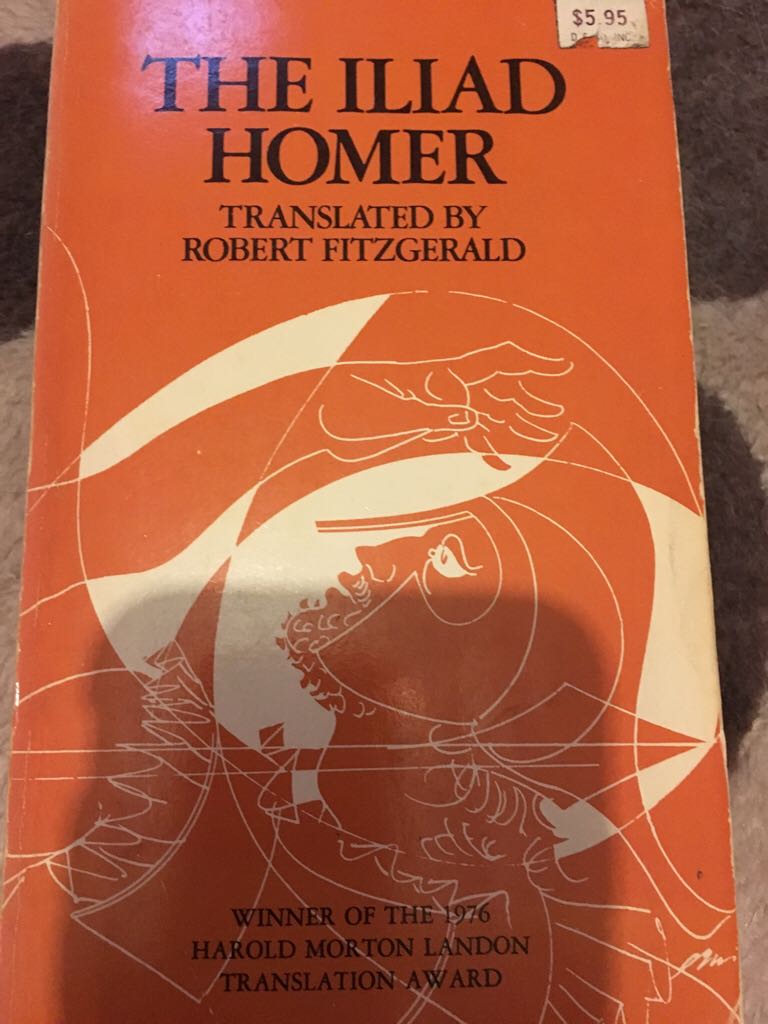 $5.95
THE ILIAD
HOMER
TRANSLATED BY
ROBERT FITZGERALD
WINNER OF THE 1976
HAROLD MORTON LANDON
TRANSLATION AWARD